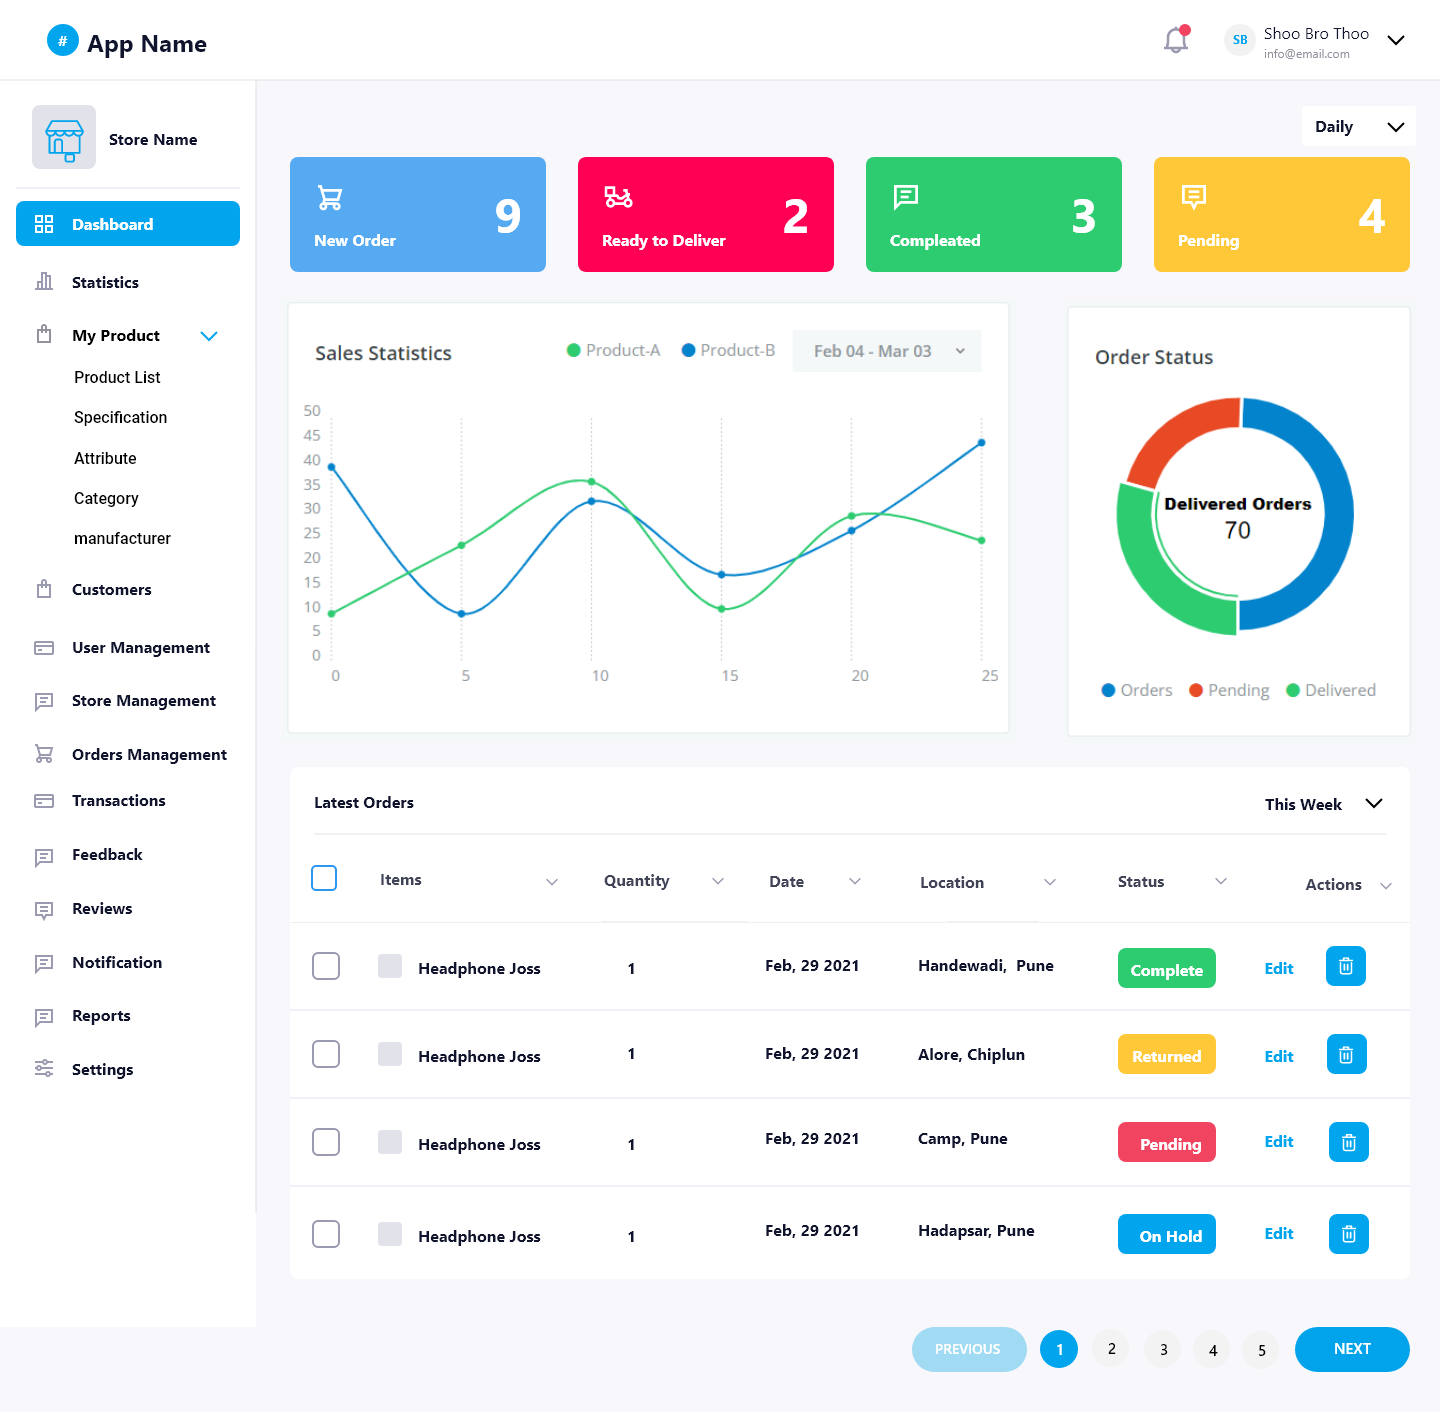 # App Name
SB Shoo Bro Thoo
info@email.com
Store Name
Dashboard
Statistics
My Product
Product List
Specification
Attribute
Category
manufacturer
Customers
User Management
Store Management
Orders Management
Transactions
Feedback
Reviews
Notification
Reports
Settings
Daily
New Order 9
Ready to Deliver 2
Compleated 3
Pending 4
Sales Statistics Product-A Product-B Feb 04 - Mar 03
50
45
40
35
30
25
20
15
10
5
0
0 5 10 15 20 25
Order Status
Delivered Orders
70
Orders Pending Delivered
Latest Orders This Week
Items Quantity Date Location Status Actions
Headphone Joss 1 Feb, 29 2021 Handewadi, Pune Complete Edit
Headphone Joss 1 Feb, 29 2021 Alore, Chiplun Returned Edit
Headphone Joss 1 Feb, 29 2021 Camp, Pune Pending Edit
Headphone Joss 1 Feb, 29 2021 Hadapsar, Pune On Hold Edit
PREVIOUS 1 2 3 4 5 NEXT